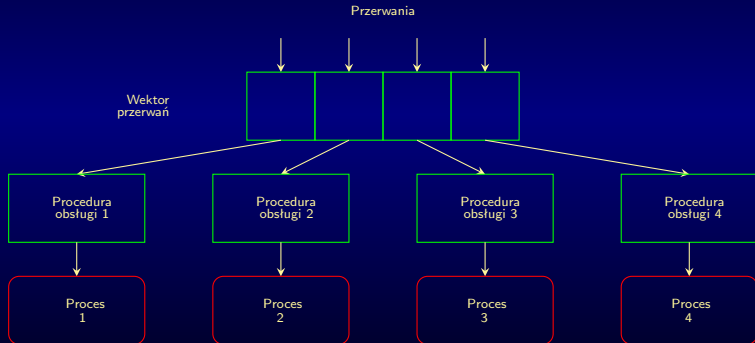 Przerwania
Wektor
przerwań
Procedura
obsługi 1
Procedura
obsługi 2
Procedura
obsługi 3
Procedura
obsługi 4
Proces
1
Proces
2
Proces
3
Proces
4